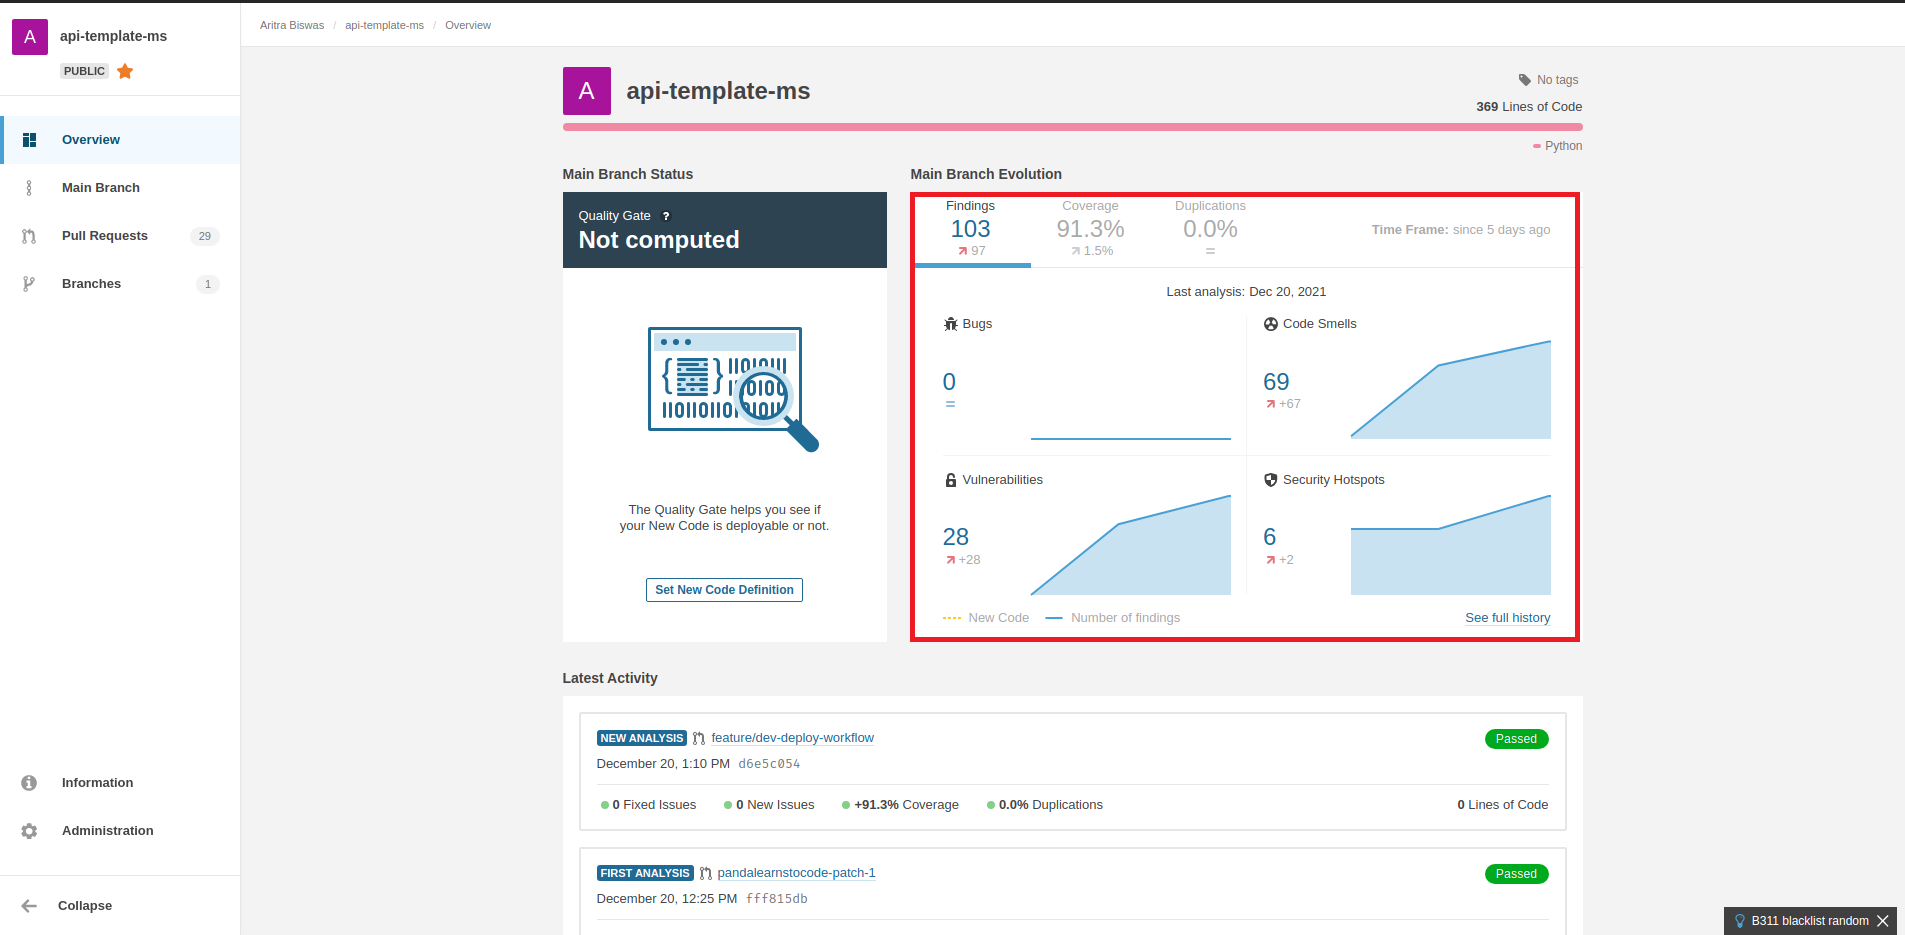 A
api-template-ms
PUBLIC
Overview
Main Branch
Pull Requests 29
Branches 1
Information
Administration
Collapse
Aritra Biswas / api-template-ms / Overview
A
api-template-ms
No tags
369 Lines of Code
Python
Main Branch Status
Quality Gate ?
Not computed
The Quality Gate helps you see if
your New Code is deployable or not.
Set New Code Definition
Main Branch Evolution
Findings
103
97
Coverage
91.3%
1.5%
Duplications
0.0%
=
Time Frame: since 5 days ago
Last analysis: Dec 20, 2021
Bugs
0
=
Code Smells
69
+67
Vulnerabilities
28
+28
Security Hotspots
6
+2
New Code
Number of findings
See full history
Latest Activity
NEW ANALYSIS feature/dev-deploy-workflow
Passed
December 20, 1:10 PM d6e5c054
0 Fixed Issues 0 New Issues +91.3% Coverage 0.0% Duplications 0 Lines of Code
FIRST ANALYSIS pandalearnstocode-patch-1
Passed
December 20, 12:25 PM fff815db
B311 blacklist random